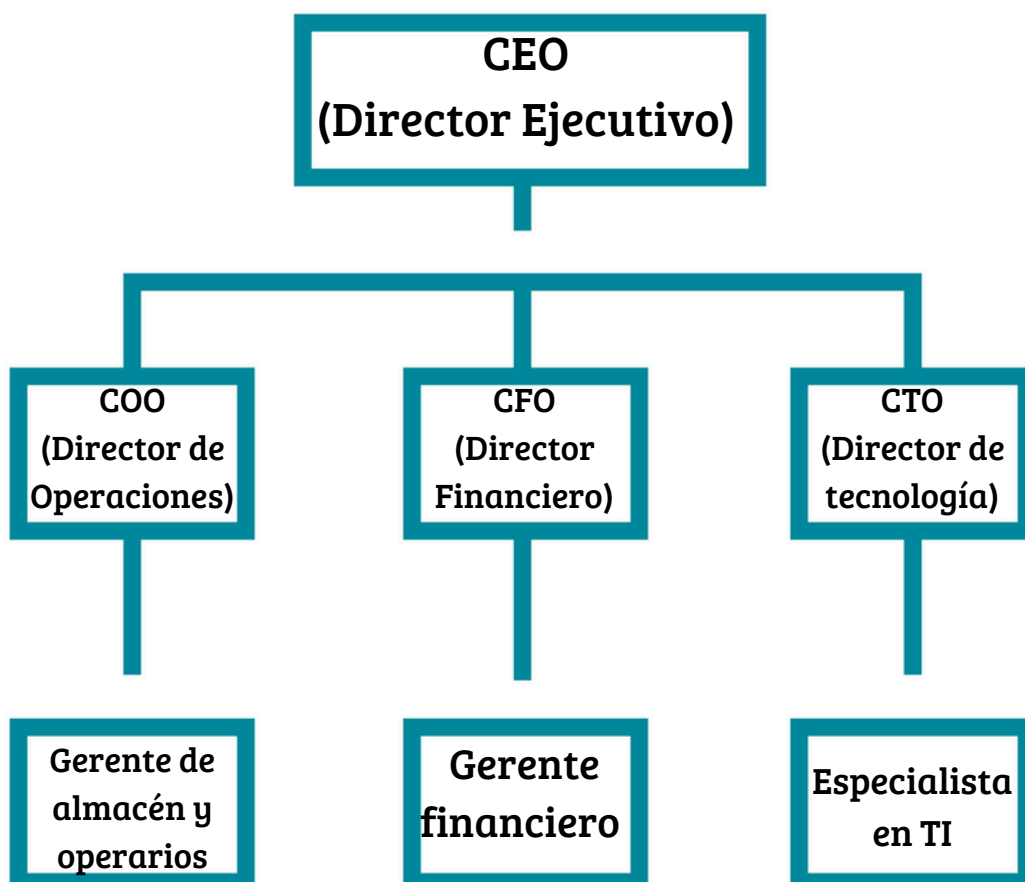 CEO
(Director Ejecutivo)
COO
(Director de
Operaciones)
CFO
(Director
Financiero)
CTO
(Director de
tecnología)
Gerente de
almacén y
operarios
Gerente
financiero
Especialista
en TI